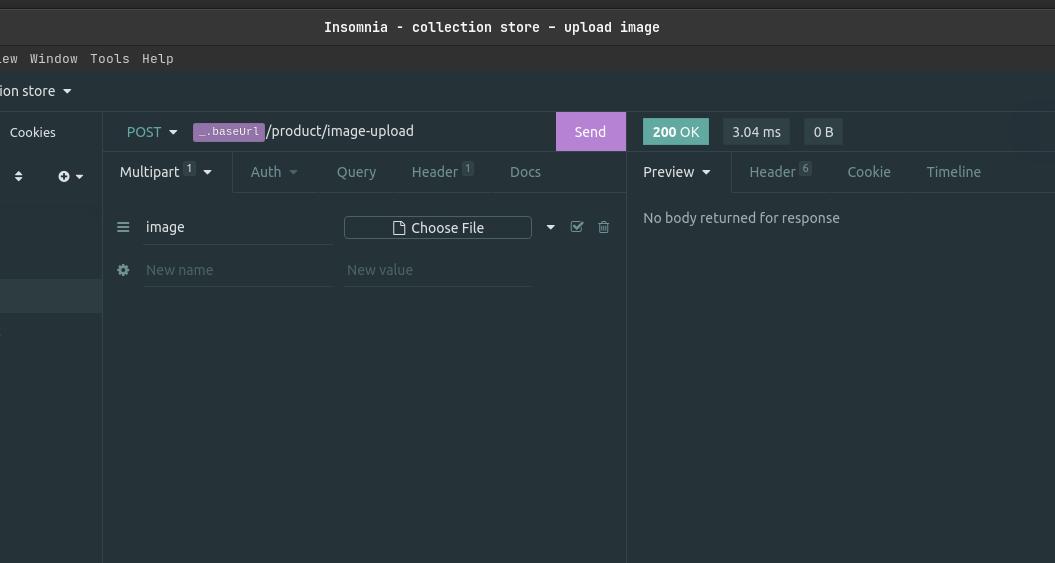 Insomnia - collection store – upload image
ew Window Tools Help
ion store
Cookies
POST _.baseUrl/product/image-upload Send 200 OK 3.04 ms 0 B
Multipart 1 Auth Query Header 1 Docs Preview Header 6 Cookie Timeline
image Choose File No body returned for response
New name New value